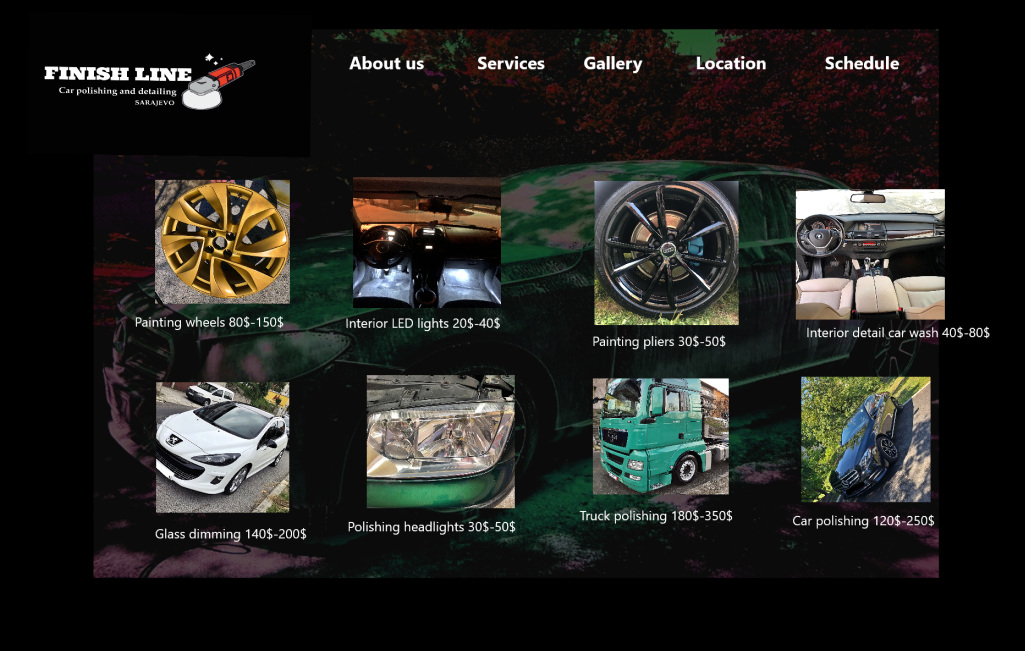 FINISH LINE
Car polishing and detailing
SARAJEVO
About us Services Gallery Location Schedule
Painting wheels 80$-150$
Interior LED lights 20$-40$
Painting pliers 30$-50$
Interior detail car wash 40$-80$
Glass dimming 140$-200$
Polishing headlights 30$-50$
Truck polishing 180$-350$
Car polishing 120$-250$